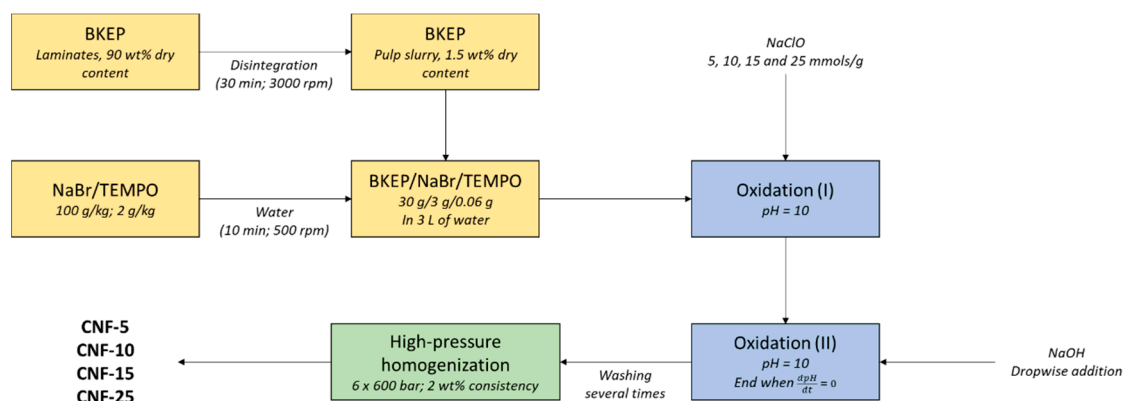 BKEP
Laminates, 90 wt% dry
content
Disintegration
(30 min; 3000 rpm)
BKEP
Pulp slurry, 1.5 wt% dry
content
NaClO
5, 10, 15 and 25 mmols/g
NaBr/TEMPO
100 g/kg; 2 g/kg
Water
(10 min; 500 rpm)
BKEP/NaBr/TEMPO
30 g/3 g/0.06 g
In 3 L of water
Oxidation (I)
pH = 10
CNF-5
CNF-10
CNF-15
CNF-25
High-pressure
homogenization
6 x 600 bar; 2 wt% consistency
Washing
several times
Oxidation (II)
pH = 10
End when dpH/dt = 0
NaOH
Dropwise addition